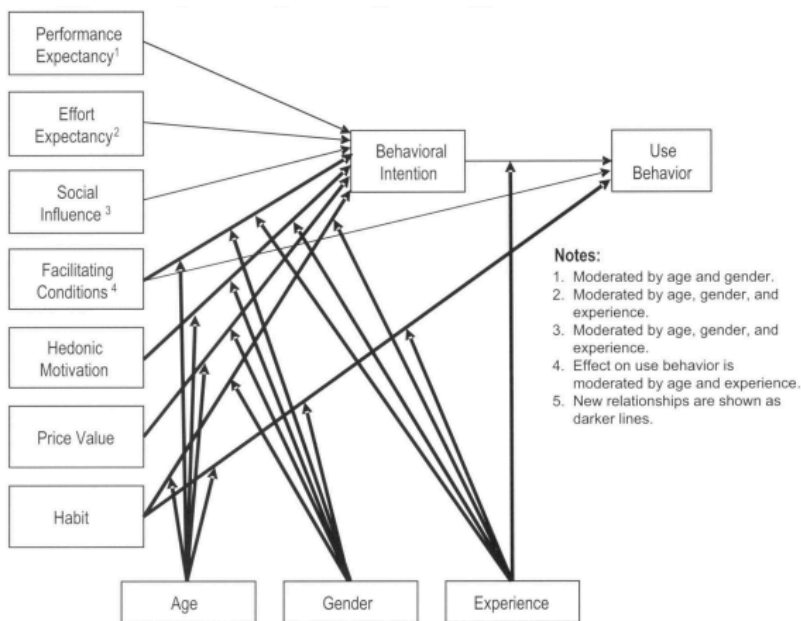 Performance
Expectancy1
Effort
Expectancy2
Social
Influence 3
Facilitating
Conditions 4
Hedonic
Motivation
Price Value
Habit
Behavioral
Intention
Use
Behavior
Notes:
1. Moderated by age and gender.
2. Moderated by age, gender, and
experience.
3. Moderated by age, gender, and
experience.
4. Effect on use behavior is
moderated by age and experience.
5. New relationships are shown as
darker lines.
Age
Gender
Experience